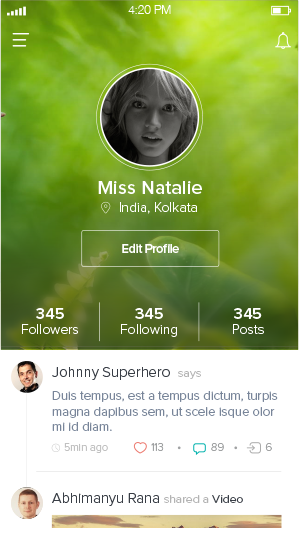 4:20 PM
Miss Natalie
India, Kolkata
Edit Profile
345 345 345
Followers Following Posts
Johnny Superhero says
Duis tempus, est a tempus dictum, turpis
magna dapibus sem, ut scele isque olor
mi id diam.
5min ago 113 • 89 • 6
Abhimanyu Rana shared a Video